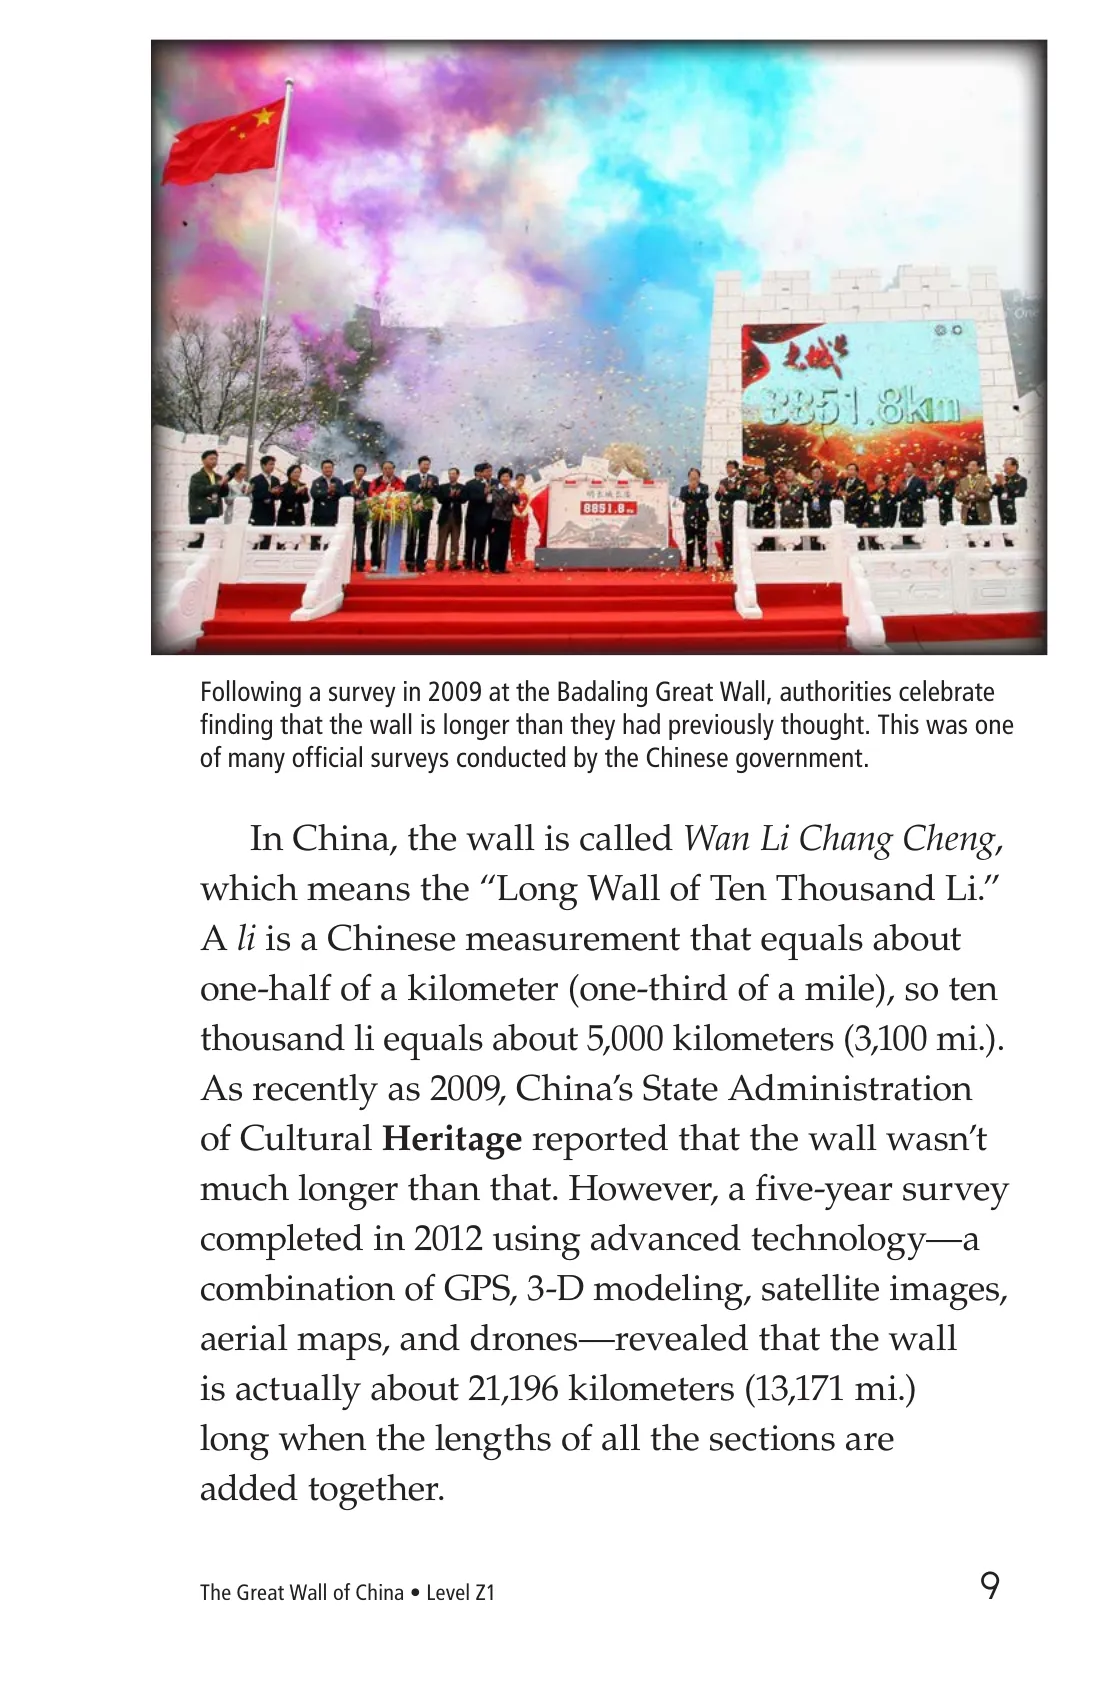 长城
8851.8km
明长城总长
8851.8
Following a survey in 2009 at the Badaling Great Wall, authorities celebrate
finding that the wall is longer than they had previously thought. This was one
of many official surveys conducted by the Chinese government.
In China, the wall is called Wan Li Chang Cheng,
which means the “Long Wall of Ten Thousand Li.”
A li is a Chinese measurement that equals about
one-half of a kilometer (one-third of a mile), so ten
thousand li equals about 5,000 kilometers (3,100 mi.).
As recently as 2009, China’s State Administration
of Cultural Heritage reported that the wall wasn’t
much longer than that. However, a five-year survey
completed in 2012 using advanced technology—a
combination of GPS, 3-D modeling, satellite images,
aerial maps, and drones—revealed that the wall
is actually about 21,196 kilometers (13,171 mi.)
long when the lengths of all the sections are
added together.
The Great Wall of China • Level Z1
9